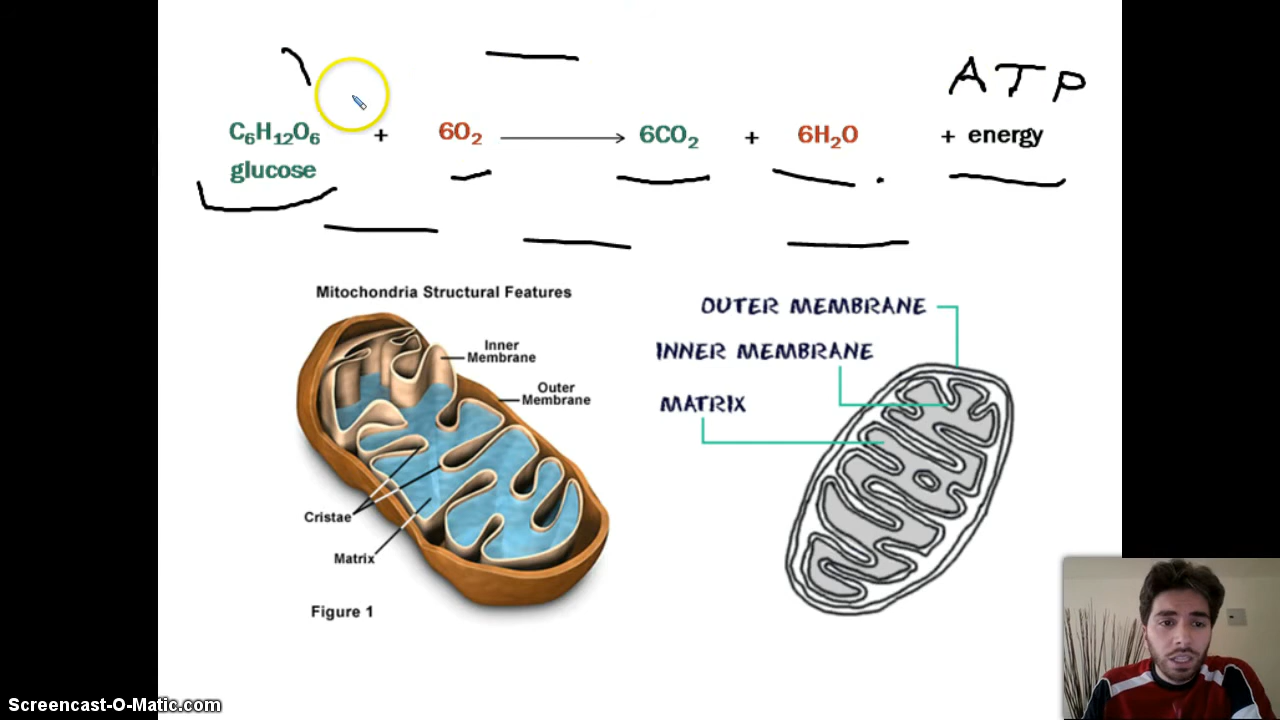 ATP
C₆H₁₂O₆ + 6O₂ → 6CO₂ + 6H₂O + energy
glucose
Mitochondria Structural Features
Inner
Membrane
Outer
Membrane
Cristae
Matrix
Figure 1
OUTER MEMBRANE
INNER MEMBRANE
MATRIX
Screencast-O-Matic.com